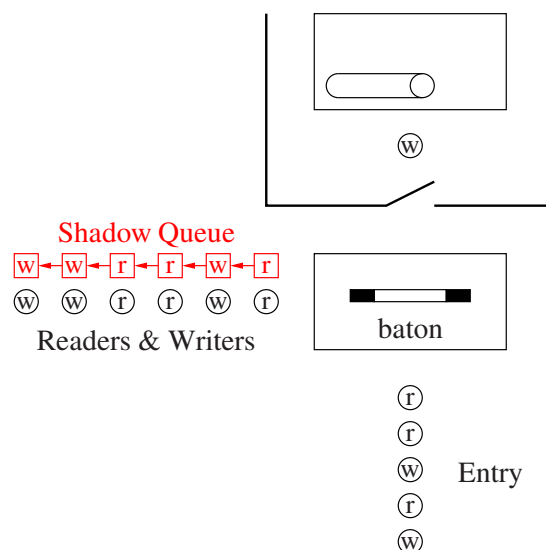 w
Shadow Queue
w w r r w r
w w r r w r
Readers & Writers
baton
r
r
w
Entry
r
w